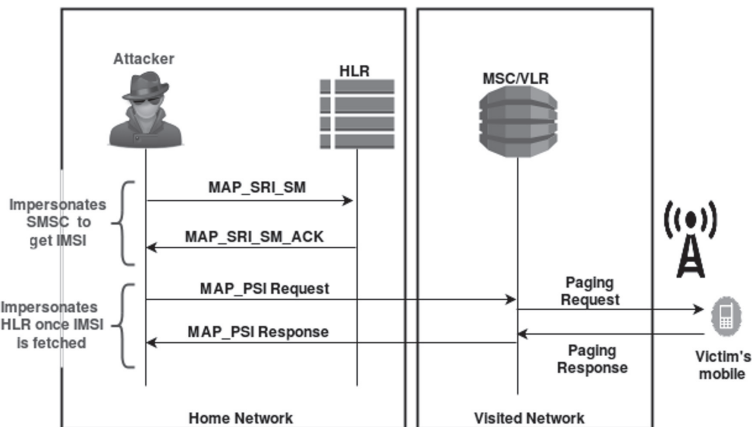 Attacker
HLR
MSC/VLR
MAP_SRI_SM
Impersonates
SMSC to
get IMSI
MAP_SRI_SM_ACK
MAP_PSI Request
Paging
Request
Impersonates
HLR once IMSI
is fetched
MAP_PSI Response
Paging
Response
Victim's
mobile
Home Network
Visited Network